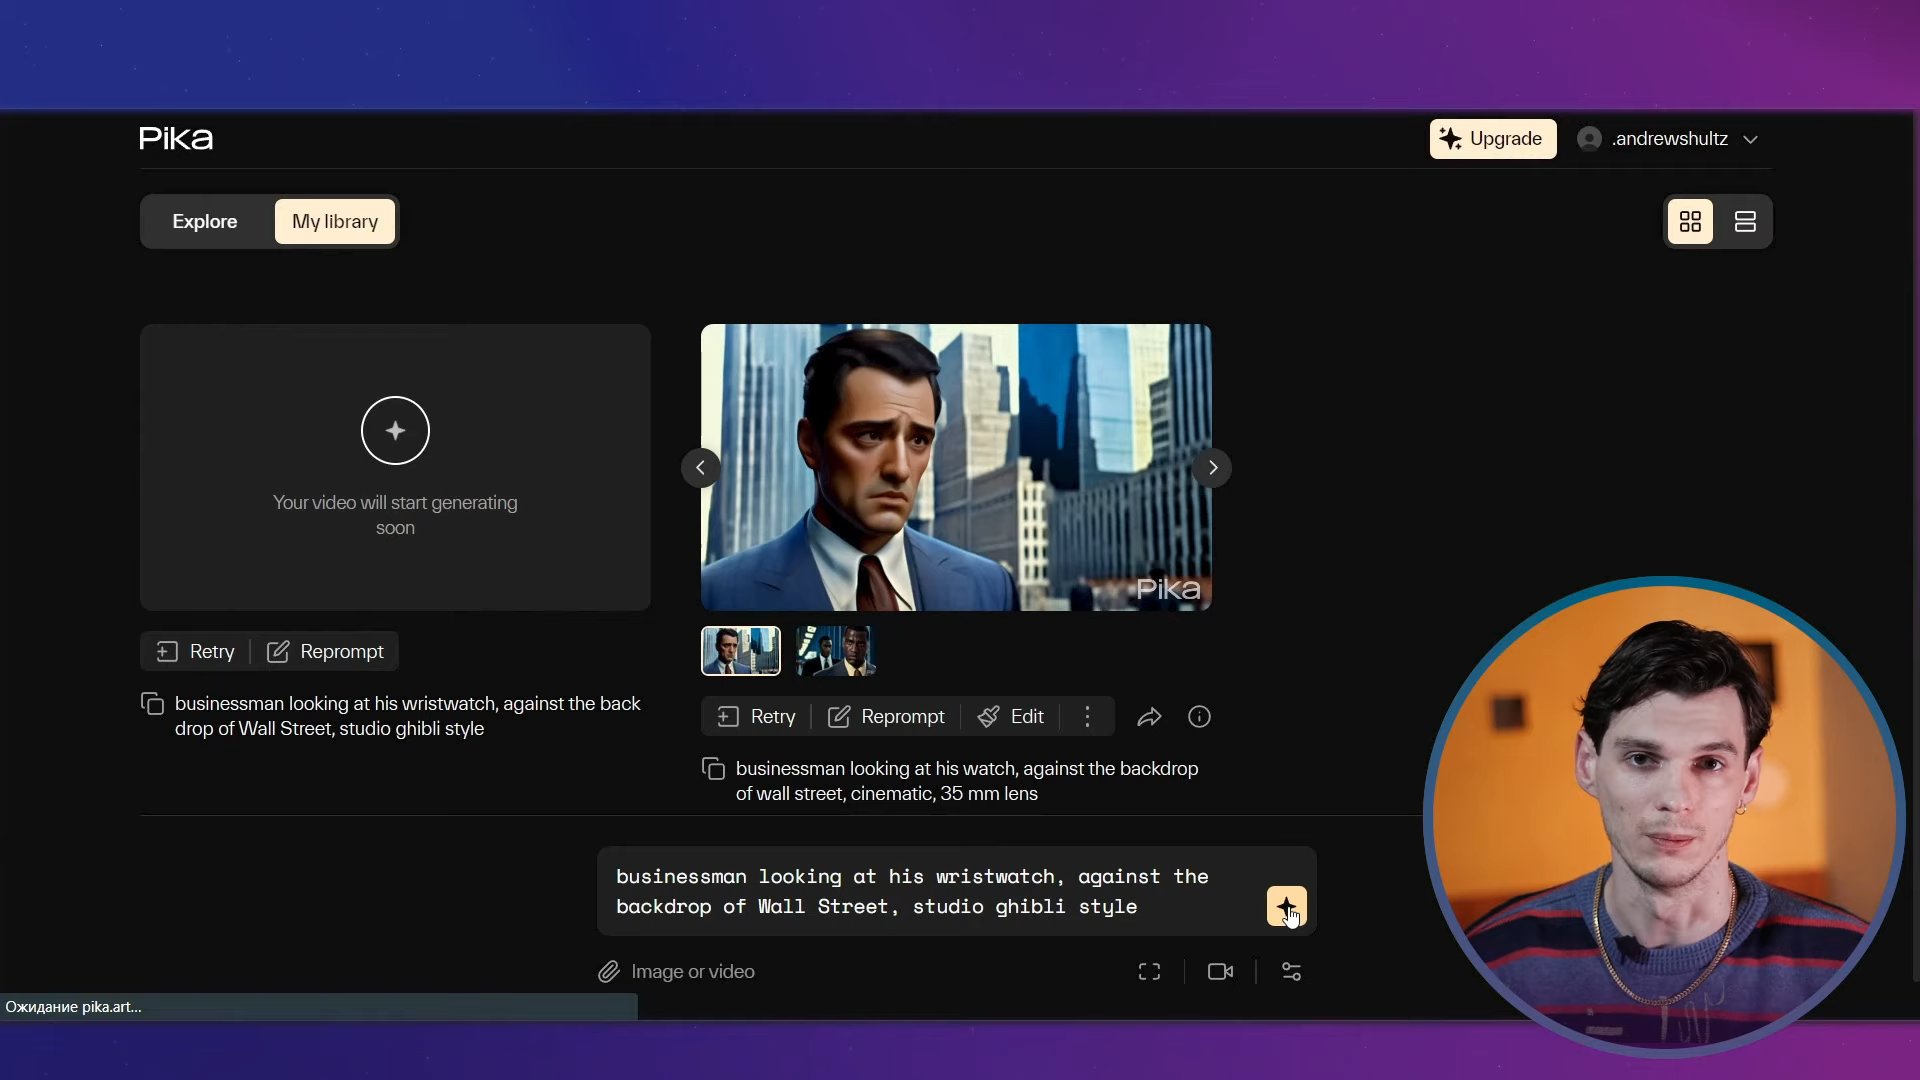 Pika
Upgrade
.andrewshultz
Explore
My library
Your video will start generating
soon
Pika
Retry
Reprompt
businessman looking at his wristwatch, against the back
drop of Wall Street, studio ghibli style
Retry
Reprompt
Edit
businessman looking at his watch, against the backdrop
of wall street, cinematic, 35 mm lens
businessman looking at his wristwatch, against the
backdrop of Wall Street, studio ghibli style
Image or video
Ожидание pika.art...